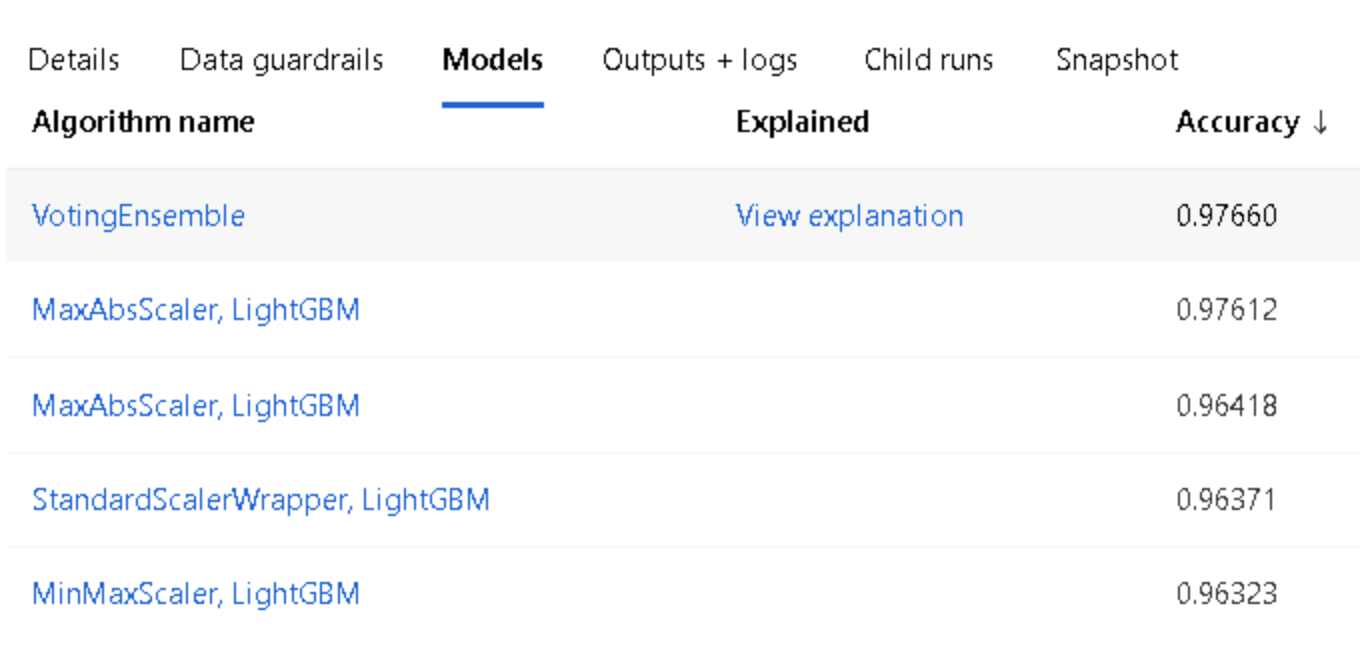 Details Data guardrails Models Outputs + logs Child runs Snapshot
Algorithm name Explained Accuracy ↓
VotingEnsemble View explanation 0.97660
MaxAbsScaler, LightGBM 0.97612
MaxAbsScaler, LightGBM 0.96418
StandardScalerWrapper, LightGBM 0.96371
MinMaxScaler, LightGBM 0.96323